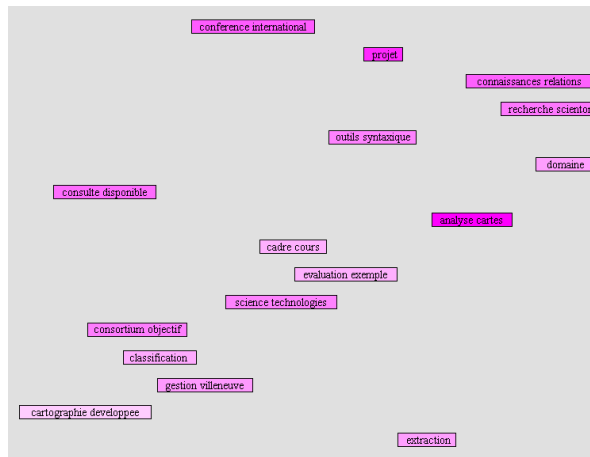 conference international
projet
connaissances relations
outils syntaxique
domaine
consulte disponible
analyse cartes
cadre cours
evaluation exemple
science technologies
consortium objectif
classification
gestion villeneuve
cartographie developpee
extraction